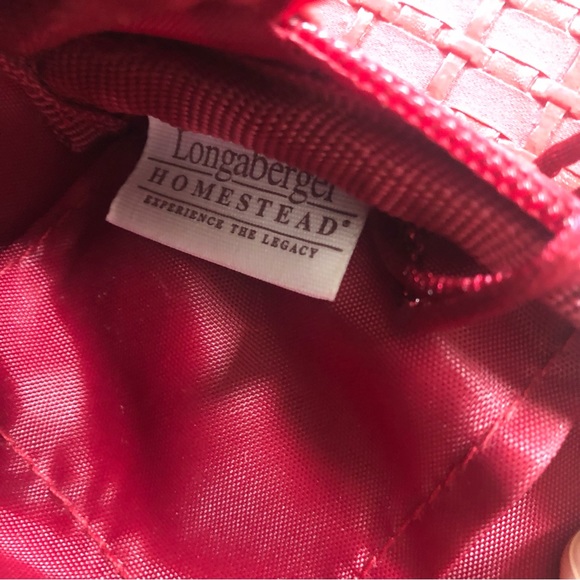 Longaberger
HOMESTEAD®
EXPERIENCE THE LEGACY